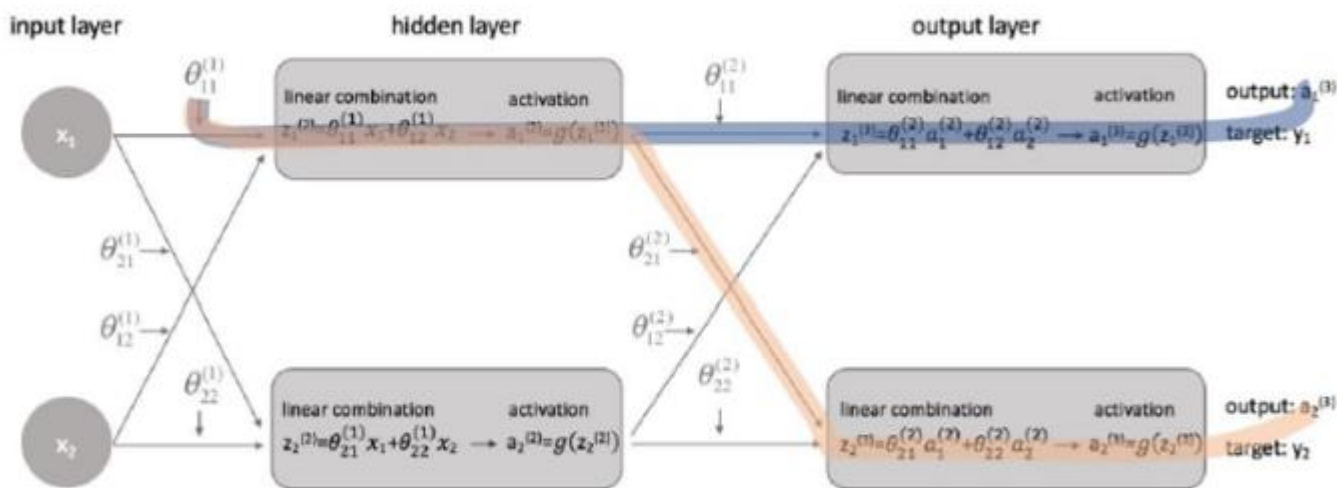 input layer
hidden layer
output layer
θ₁₁⁽¹⁾
θ₁₁⁽²⁾
x₁
linear combination activation
z₁⁽²⁾=θ₁₁⁽¹⁾x₁+θ₁₂⁽¹⁾x₂ → a₁⁽²⁾=g(z₁⁽²⁾)
linear combination activation
z₁⁽³⁾=θ₁₁⁽²⁾a₁⁽²⁾+θ₁₂⁽²⁾a₂⁽²⁾ → a₁⁽³⁾=g(z₁⁽³⁾)
output: a₁⁽³⁾
target: y₁
θ₂₁⁽¹⁾
θ₂₁⁽²⁾
θ₁₂⁽¹⁾
θ₁₂⁽²⁾
θ₂₂⁽¹⁾
θ₂₂⁽²⁾
x₂
linear combination activation
z₂⁽²⁾=θ₂₁⁽¹⁾x₁+θ₂₂⁽¹⁾x₂ → a₂⁽²⁾=g(z₂⁽²⁾)
linear combination activation
z₂⁽³⁾=θ₂₁⁽²⁾a₁⁽²⁾+θ₂₂⁽²⁾a₂⁽²⁾ → a₂⁽³⁾=g(z₂⁽³⁾)
output: a₂⁽³⁾
target: y₂